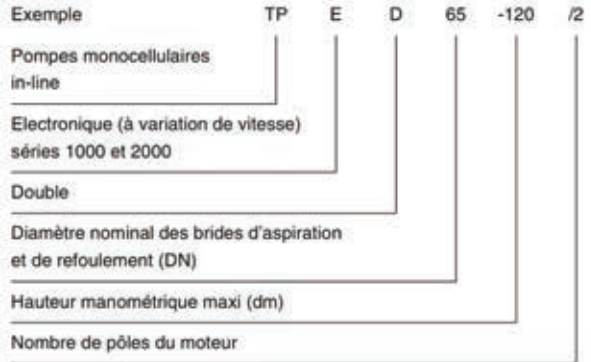 Exemple TP E D 65 -120 /2
Pompes monocellulaires
in-line
Electronique (à variation de vitesse)
séries 1000 et 2000
Double
Diamètre nominal des brides d'aspiration
et de refoulement (DN)
Hauteur manométrique maxi (dm)
Nombre de pôles du moteur